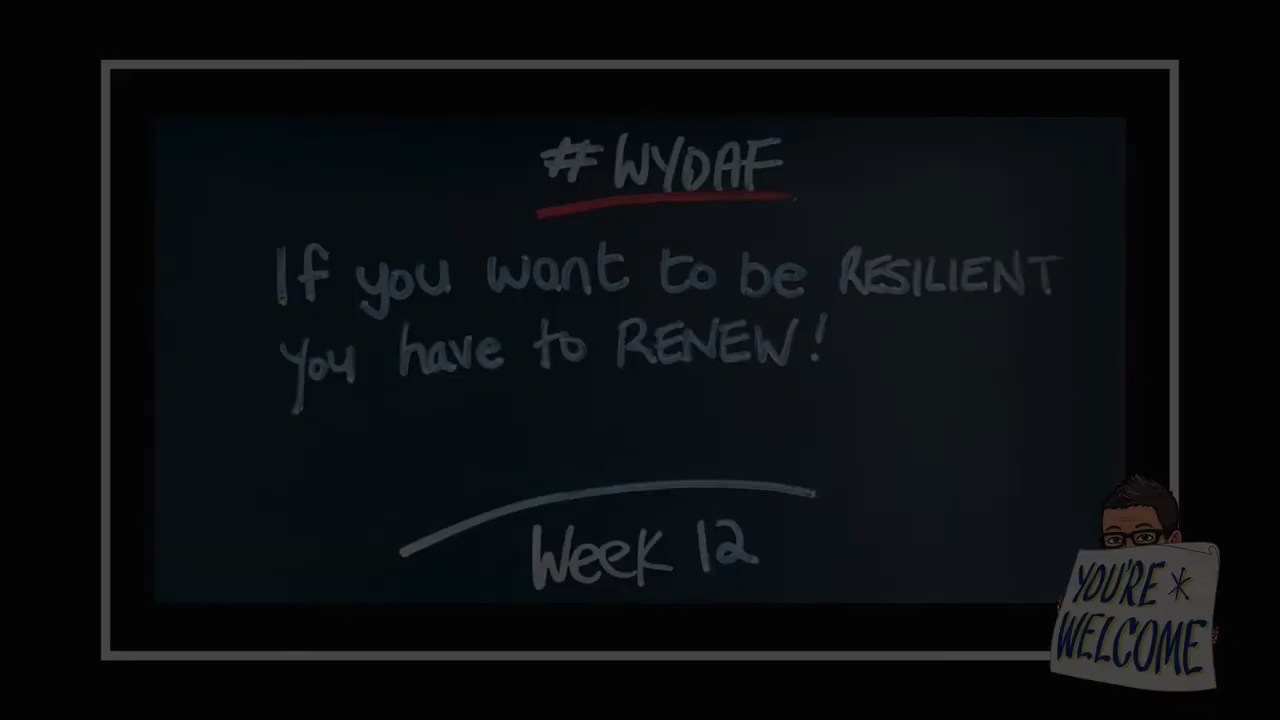 #WYDAF
If you want to be RESILIENT
you have to RENEW!
Week 12
YOU'RE *
WELCOME